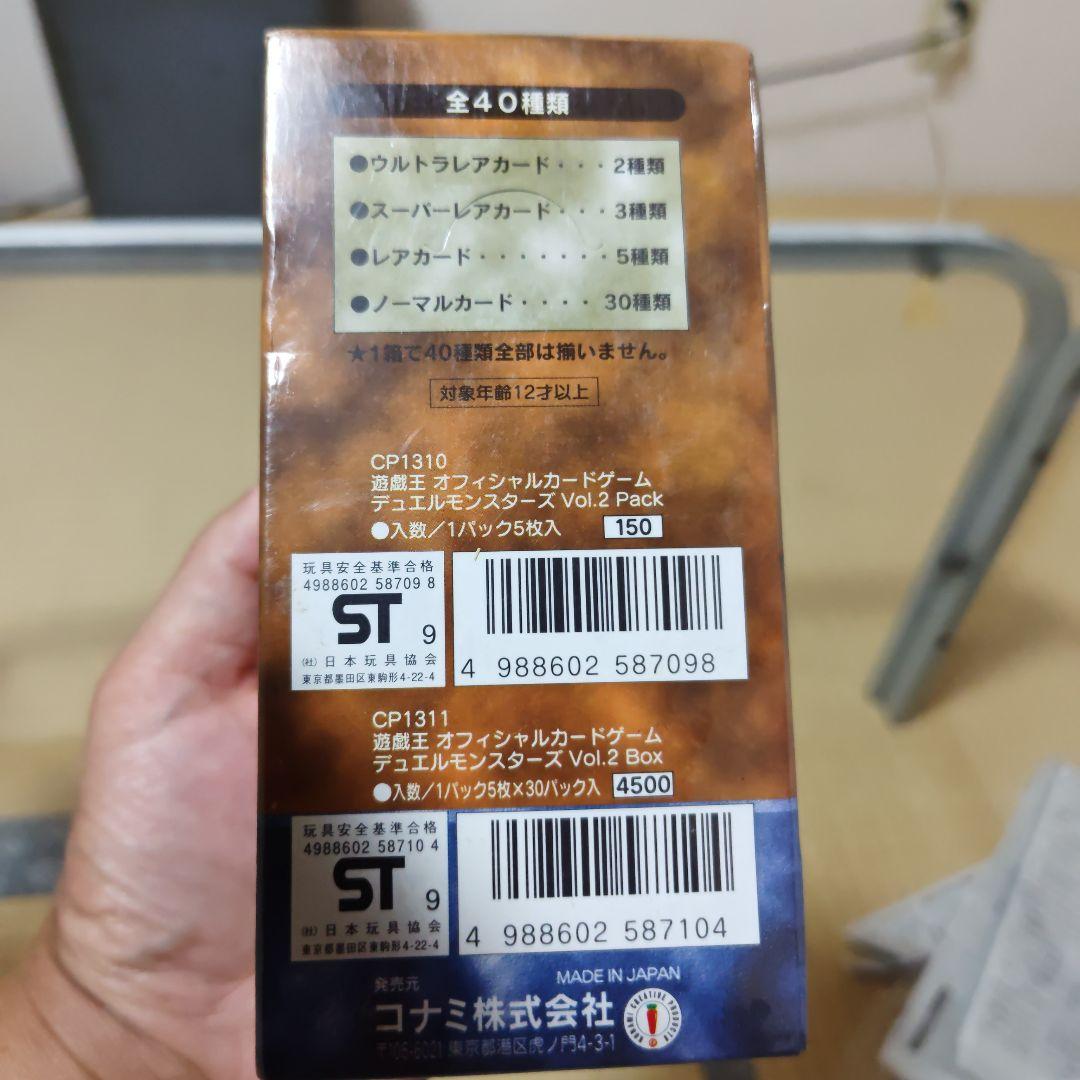 全40種類
●ウルトラレアカード・・・2種類
●スーパーレアカード・・・3種類
●レアカード・・・・・・・5種類
●ノーマルカード・・・・30種類
★1箱で40種類全部は揃いません。
対象年齢12才以上
CP1310
遊戯王 オフィシャルカードゲーム
デュエルモンスターズ Vol.2 Pack
●入数/1パック5枚入 150
玩具安全基準合格
4988602 58709 8
ST 9
(社)日本玩具協会
東京都墨田区東駒形4-22-4
4 988602 587098
CP1311
遊戯王 オフィシャルカードゲーム
デュエルモンスターズ Vol.2 Box
●入数/1パック5枚×30パック入 4500
玩具安全基準合格
4988602 58710 4
ST 9
(社)日本玩具協会
東京都墨田区東駒形4-22-4
4 988602 587104
発売元
MADE IN JAPAN
コナミ株式会社
KONAMI CREATIVE PRODUCTS
〒105-6021 東京都港区虎ノ門4-3-1